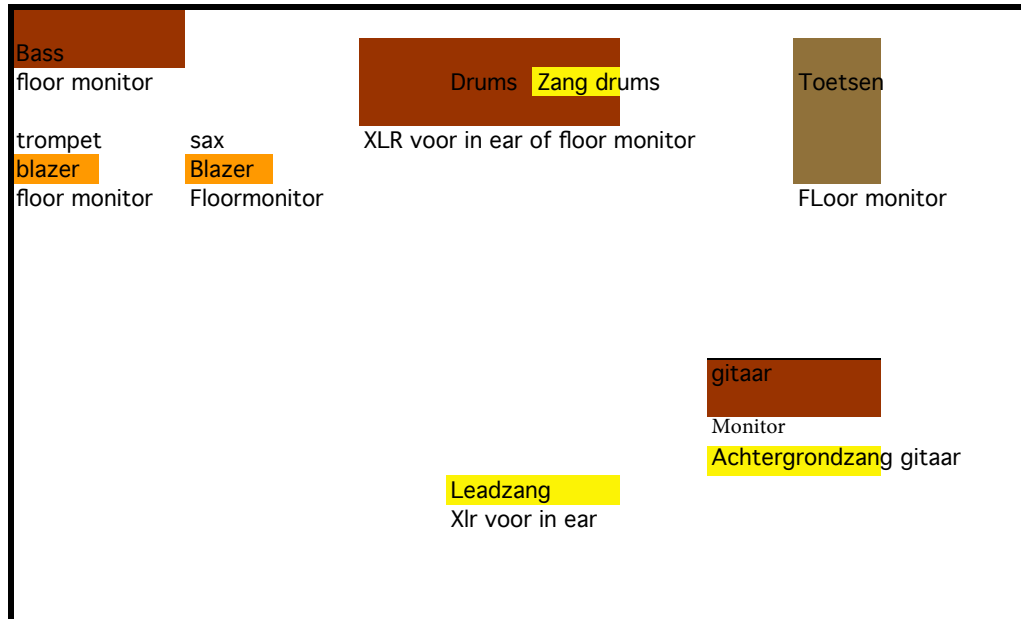 Bass
floor monitor
Drums Zang drums
Toetsen
trompet
sax
XLR voor in ear of floor monitor
blazer
Blazer
floor monitor
Floormonitor
FLoor monitor
gitaar
Monitor
Achtergrondzang gitaar
Leadzang
Xlr voor in ear